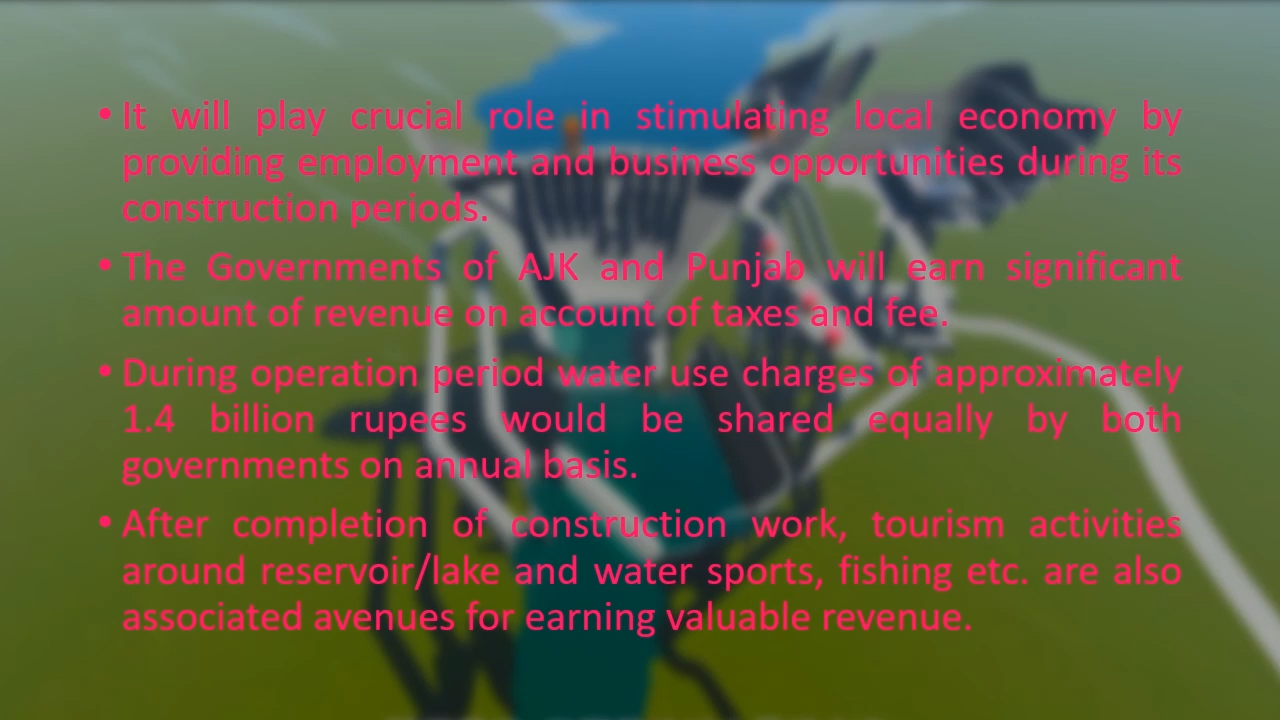 • It will play crucial role in stimulating local economy by
providing employment and business opportunities during its
construction periods.
• The Governments of AJK and Punjab will earn significant
amount of revenue on account of taxes and fee.
• During operation period water use charges of approximately
1.4 billion rupees would be shared equally by both
governments on annual basis.
• After completion of construction work, tourism activities
around reservoir/lake and water sports, fishing etc. are also
associated avenues for earning valuable revenue.